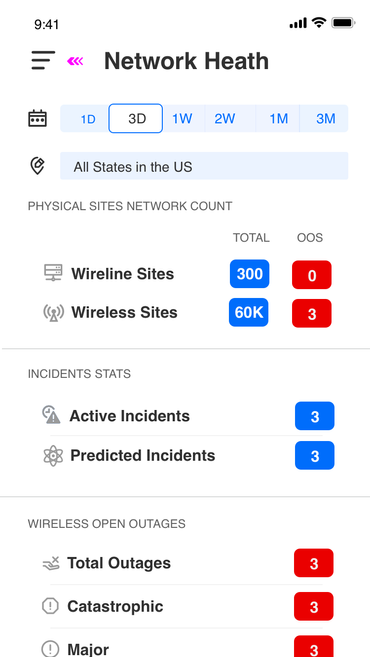 9:41
Network Heath
1D 3D 1W 2W 1M 3M
All States in the US
PHYSICAL SITES NETWORK COUNT
TOTAL OOS
Wireline Sites 300 0
Wireless Sites 60K 3
INCIDENTS STATS
Active Incidents 3
Predicted Incidents 3
WIRELESS OPEN OUTAGES
Total Outages 3
Catastrophic 3
Major 3